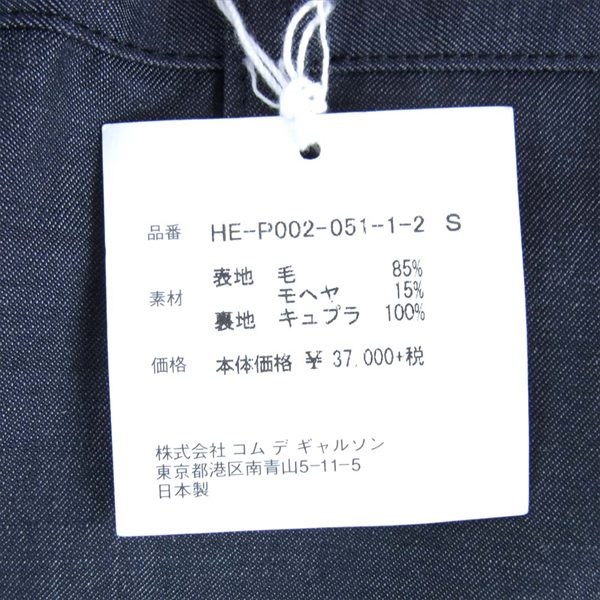 品番 HE-P002-051-1-2 S
表地 毛 85%
素材 モヘヤ 15%
裏地 キュプラ 100%
価格 本体価格 ¥ 37,000+税
株式会社 コム デ ギャルソン
東京都港区南青山5-11-5
日本製